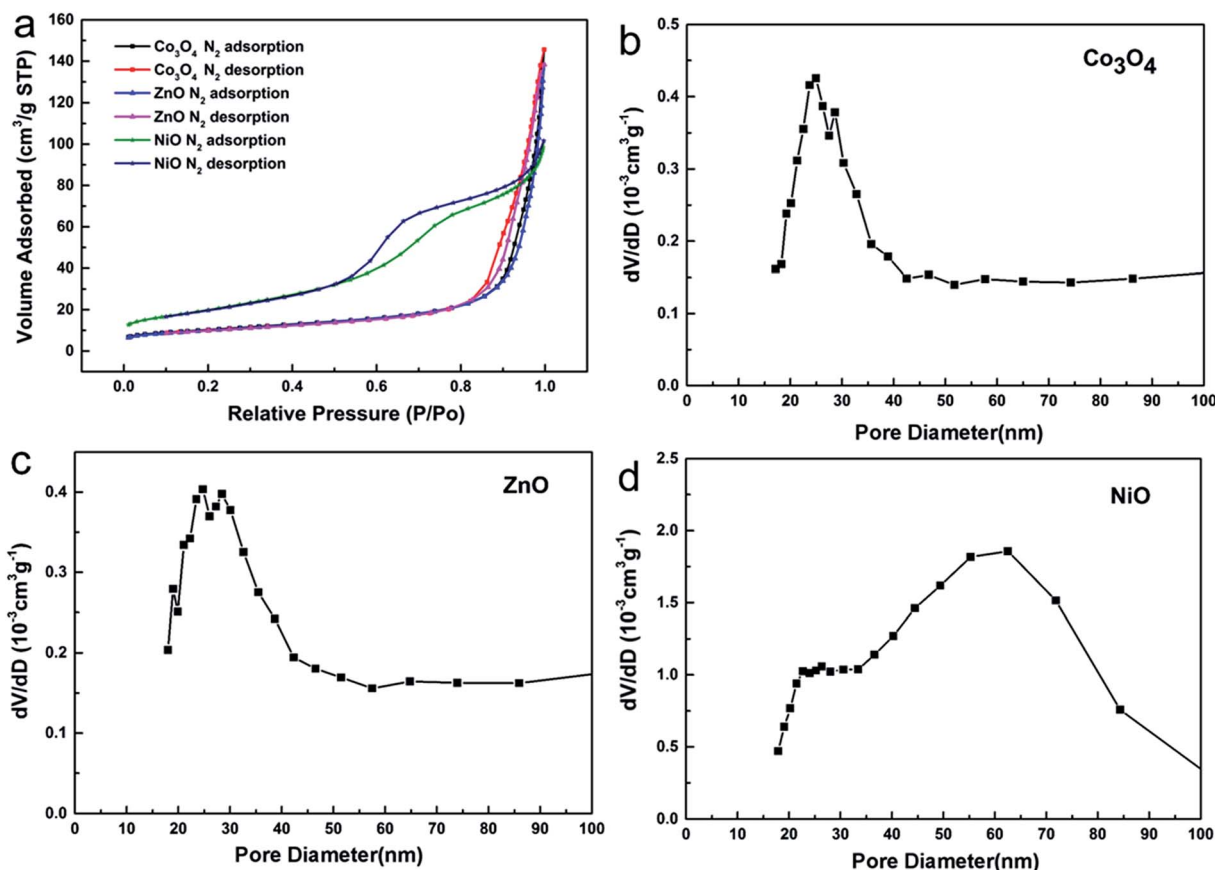 a
Volume Adsorbed (cm³/g STP)
160
140
120
100
80
60
40
20
0
Co₃O₄ N₂ adsorption
Co₃O₄ N₂ desorption
ZnO N₂ adsorption
ZnO N₂ desorption
NiO N₂ adsorption
NiO N₂ desorption
0.0 0.2 0.4 0.6 0.8 1.0
Relative Pressure (P/Po)
b
Co₃O₄
dV/dD (10⁻³cm³g⁻¹)
0.5
0.4
0.3
0.2
0.1
0.0
0 10 20 30 40 50 60 70 80 90 100
Pore Diameter(nm)
c
ZnO
dV/dD (10⁻³cm³g⁻¹)
0.4
0.3
0.2
0.1
0.0
0 10 20 30 40 50 60 70 80 90 100
Pore Diameter(nm)
d
NiO
dV/dD (10⁻³cm³g⁻¹)
2.5
2.0
1.5
1.0
0.5
0.0
0 10 20 30 40 50 60 70 80 90 100
Pore Diameter(nm)